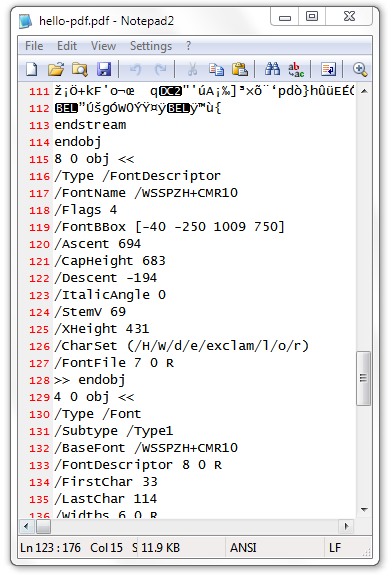 hello-pdf.pdf - Notepad2
File Edit View Settings ?
111 ž¡Ö+kF'o¬œ qDC2"'úA¡‰]³×õ¨'pdò}hûüEÉ
112 BEL"ÚšgÓW0ÝŸ¤ÿBELÿ™ù{
113 endstream
114 endobj
115 8 0 obj <<
116 /Type /FontDescriptor
117 /FontName /WSSPZH+CMR10
118 /Flags 4
119 /FontBBox [-40 -250 1009 750]
120 /Ascent 694
121 /CapHeight 683
122 /Descent -194
123 /ItalicAngle 0
124 /StemV 69
125 /XHeight 431
126 /CharSet (/H/W/d/e/exclam/l/o/r)
127 /FontFile 7 0 R
128 >> endobj
129 4 0 obj <<
130 /Type /Font
131 /Subtype /Type1
132 /BaseFont /WSSPZH+CMR10
133 /FontDescriptor 8 0 R
134 /FirstChar 33
135 /LastChar 114
136 /Widths 6 0 R
Ln 123 : 176 Col 15 S 11.9 KB ANSI LF